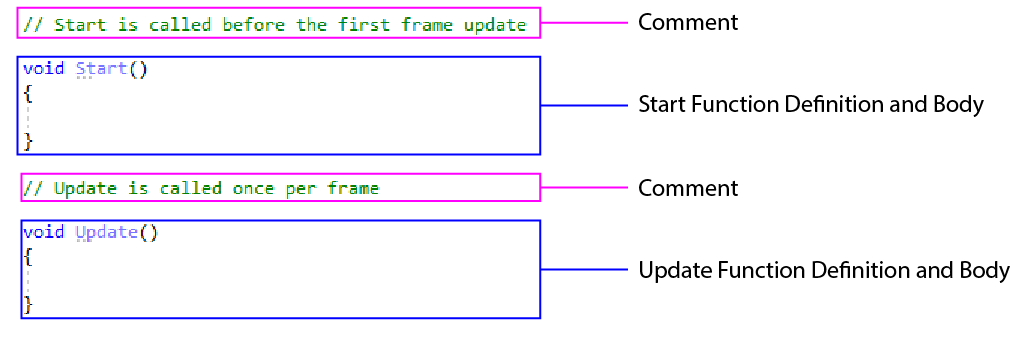 // Start is called before the first frame update
Comment
void Start()
{
Start Function Definition and Body
}
// Update is called once per frame
Comment
void Update()
{
Update Function Definition and Body
}